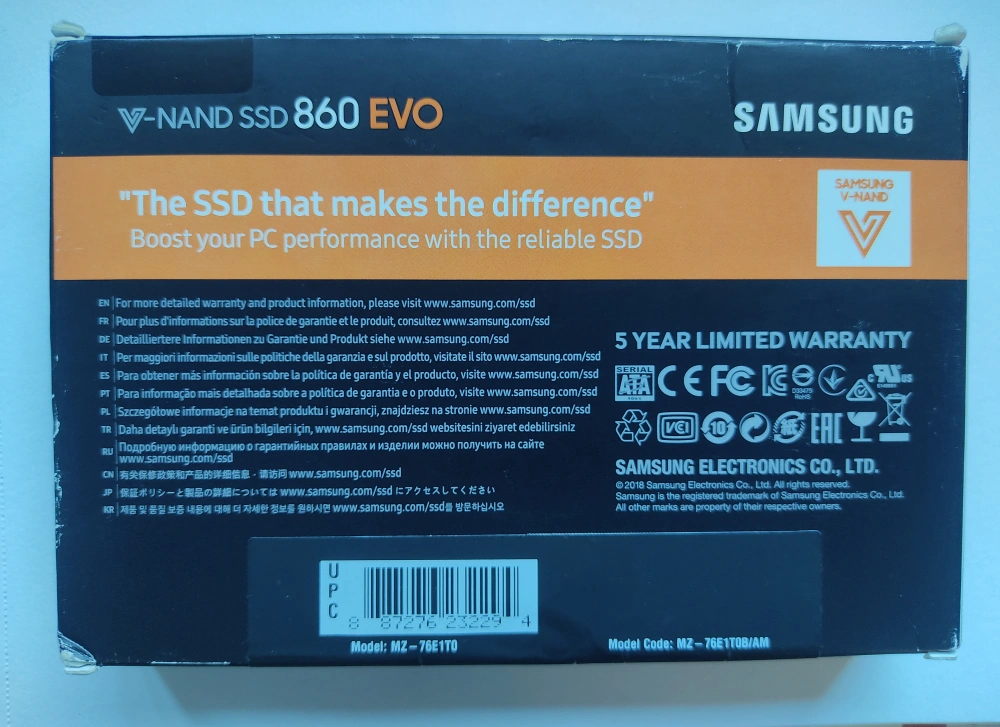 V-NAND SSD 860 EVO
SAMSUNG
"The SSD that makes the difference"
Boost your PC performance with the reliable SSD
SAMSUNG
V-NAND
EN For more detailed warranty and product information, please visit www.samsung.com/ssd
FR Pour plus d'informations sur la police de garantie et le produit, consultez www.samsung.com/ssd
DE Detailliertere Informationen zu Garantie und Produkt siehe www.samsung.com/ssd
IT Per maggiori informazioni sulle politiche della garanzia e sul prodotto, visitate il sito www.samsung.com/ssd
ES Para obtener más información sobre la política de garantía y el producto, visite www.samsung.com/ssd
PT Para informação mais detalhada sobre a política de garantia e o produto, visite www.samsung.com/ssd
PL Szczegółowe informacje na temat produktu i gwarancji, znajdziesz na stronie www.samsung.com/ssd
TR Daha detaylı garanti ve ürün bilgileri için, www.samsung.com/ssd websitesini ziyaret edebilirsiniz
RU Подробную информацию о гарантийных правилах и изделии можно получить на сайте
www.samsung.com/ssd
CN 有关保修政策和产品的详细信息，请访问 www.samsung.com/ssd
JP 保証ポリシーと製品の詳細については www.samsung.com/ssd にアクセスしてください
KR 제품 및 품질 보증 내용에 대해 더 자세한 정보를 원하시면 www.samsung.com/ssd를 방문하십시오
5 YEAR LIMITED WARRANTY
SERIAL
ATA
CE FC
D33475
RoHS
c US
VCI
10
EAC
SAMSUNG ELECTRONICS CO., LTD.
© 2018 Samsung Electronics Co., Ltd. All rights reserved.
Samsung is the registered trademark of Samsung Electronics Co., Ltd.
All other marks are property of their respective owners.
UPC
8 87276 23229 4
Model: MZ-76E1T0
Model Code: MZ-76E1T0B/AM